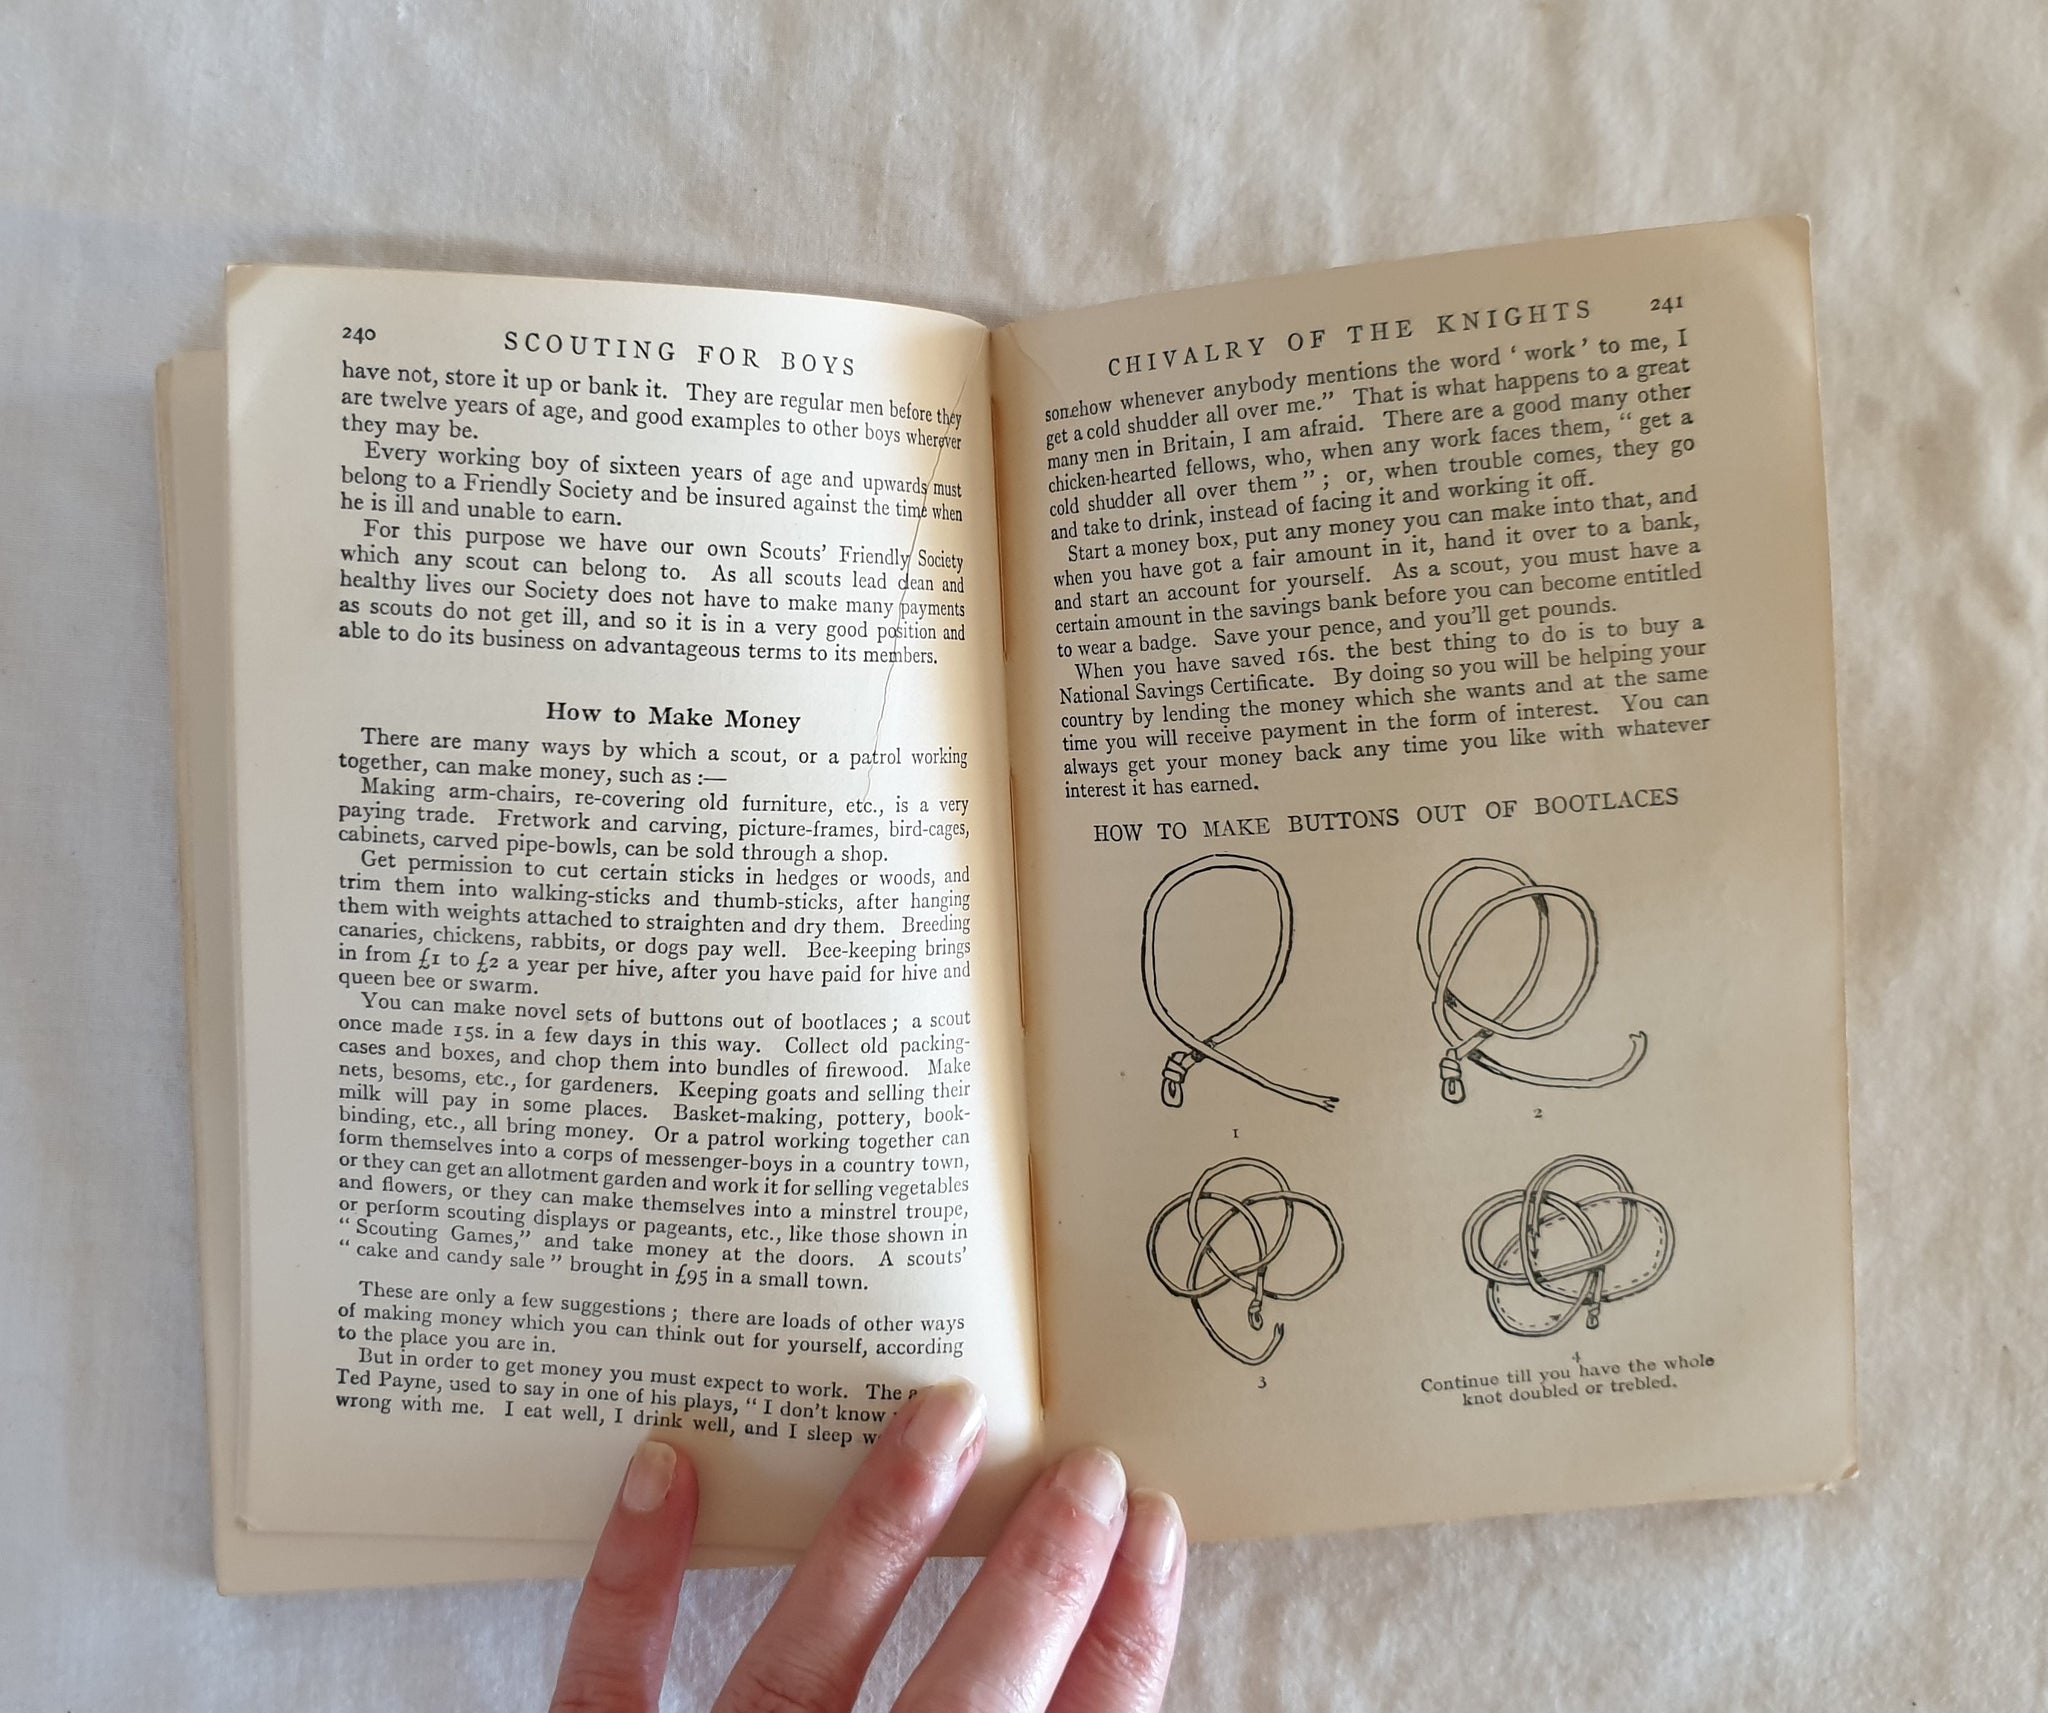 240
SCOUTING FOR BOYS
have not, store it up or bank it. They are regular men before they
are twelve years of age, and good examples to other boys wherever
they may be.
Every working boy of sixteen years of age and upwards must
belong to a Friendly Society and be insured against the time when
he is ill and unable to earn.
For this purpose we have our own Scouts' Friendly Society
which any scout can belong to. As all scouts lead clean and
healthy lives our Society does not have to make many payments
as scouts do not get ill, and so it is in a very good position and
able to do its business on advantageous terms to its members.
How to Make Money
There are many ways by which a scout, or a patrol working
together, can make money, such as :—
Making arm-chairs, re-covering old furniture, etc., is a very
paying trade. Fretwork and carving, picture-frames, bird-cages,
cabinets, carved pipe-bowls, can be sold through a shop.
Get permission to cut certain sticks in hedges or woods, and
trim them into walking-sticks and thumb-sticks, after hanging
them with weights attached to straighten and dry them. Breeding
canaries, chickens, rabbits, or dogs pay well. Bee-keeping brings
in from £1 to £2 a year per hive, after you have paid for hive and
queen bee or swarm.
You can make novel sets of buttons out of bootlaces ; a scout
once made 15s. in a few days in this way. Collect old packing-
cases and boxes, and chop them into bundles of firewood. Make
nets, besoms, etc., for gardeners. Keeping goats and selling their
milk will pay in some places. Basket-making, pottery, book-
binding, etc., all bring money. Or a patrol working together can
form themselves into a corps of messenger-boys in a country town,
or they can get an allotment garden and work it for selling vegetables
and flowers, or they can make themselves into a minstrel troupe,
or perform scouting displays or pageants, etc., like those shown in
"Scouting Games," and take money at the doors. A scouts'
"cake and candy sale" brought in £95 in a small town.
These are only a few suggestions ; there are loads of other ways
of making money which you can think out for yourself, according
to the place you are in.
But in order to get money you must expect to work. The
Ted Payne, used to say in one of his plays, "I don't know
wrong with me. I eat well, I drink well, and I sleep
CHIVALRY OF THE KNIGHTS
241
somehow whenever anybody mentions the word 'work' to me, I
get a cold shudder all over me." That is what happens to a great
many men in Britain, I am afraid. There are a good many other
chicken-hearted fellows, who, when any work faces them, "get a
cold shudder all over them" ; or, when trouble comes, they go
and take to drink, instead of facing it and working it off.
Start a money box, put any money you can make into that, and
when you have got a fair amount in it, hand it over to a bank,
and start an account for yourself. As a scout, you must have a
certain amount in the savings bank before you can become entitled
to wear a badge. Save your pence, and you'll get pounds.
When you have saved 16s. the best thing to do is to buy a
National Savings Certificate. By doing so you will be helping your
country by lending the money which she wants and at the same
time you will receive payment in the form of interest. You can
always get your money back any time you like with whatever
interest it has earned.
HOW TO MAKE BUTTONS OUT OF BOOTLACES
1
2
3
4
Continue till you have the whole
knot doubled or trebled.